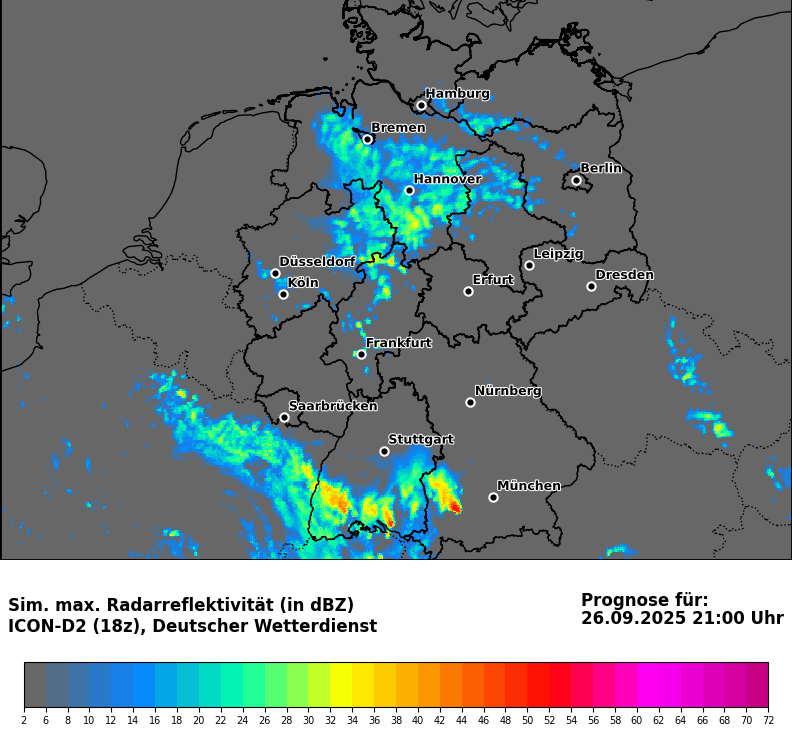 Hamburg
Bremen
Berlin
Hannover
Leipzig
Düsseldorf
Dresden
Köln
Erfurt
Frankfurt
Nürnberg
Saarbrücken
Stuttgart
München
Sim. max. Radarreflektivität (in dBZ)
ICON-D2 (18z), Deutscher Wetterdienst
Prognose für:
26.09.2025 21:00 Uhr
2 6 8 10 12 14 16 18 20 22 24 26 28 30 32 34 36 38 40 42 44 46 48 50 52 54 56 58 60 62 64 66 68 70 72